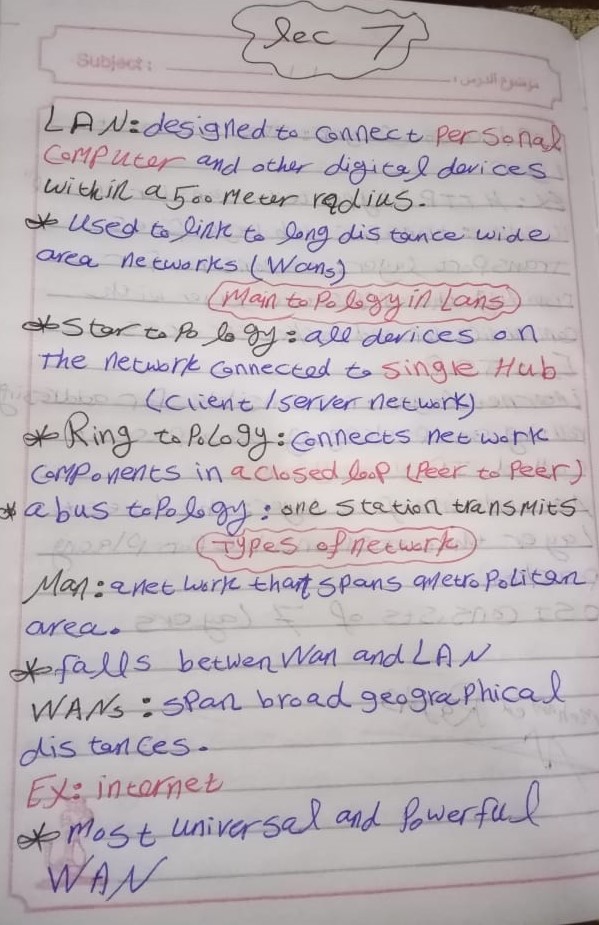 Lec 7
Subject:
موضوع الدرس:
LAN: designed to connect personal
computer and other digital devices
within a 500 meter radius.
* Used to link to long distance wide
area networks (Wans)
Main topology in Lans
* Star topology: all devices on
the network connected to single Hub
(client/server network)
* Ring topology: connects network
components in a closed loop (Peer to Peer)
* a bus topology: one station transmits
types of network
Man: a network that spans a metropolitan
area.
* falls betwen Wan and LAN
WANs: span broad geographical
distances.
Ex: internet
* most universal and powerful
WAN